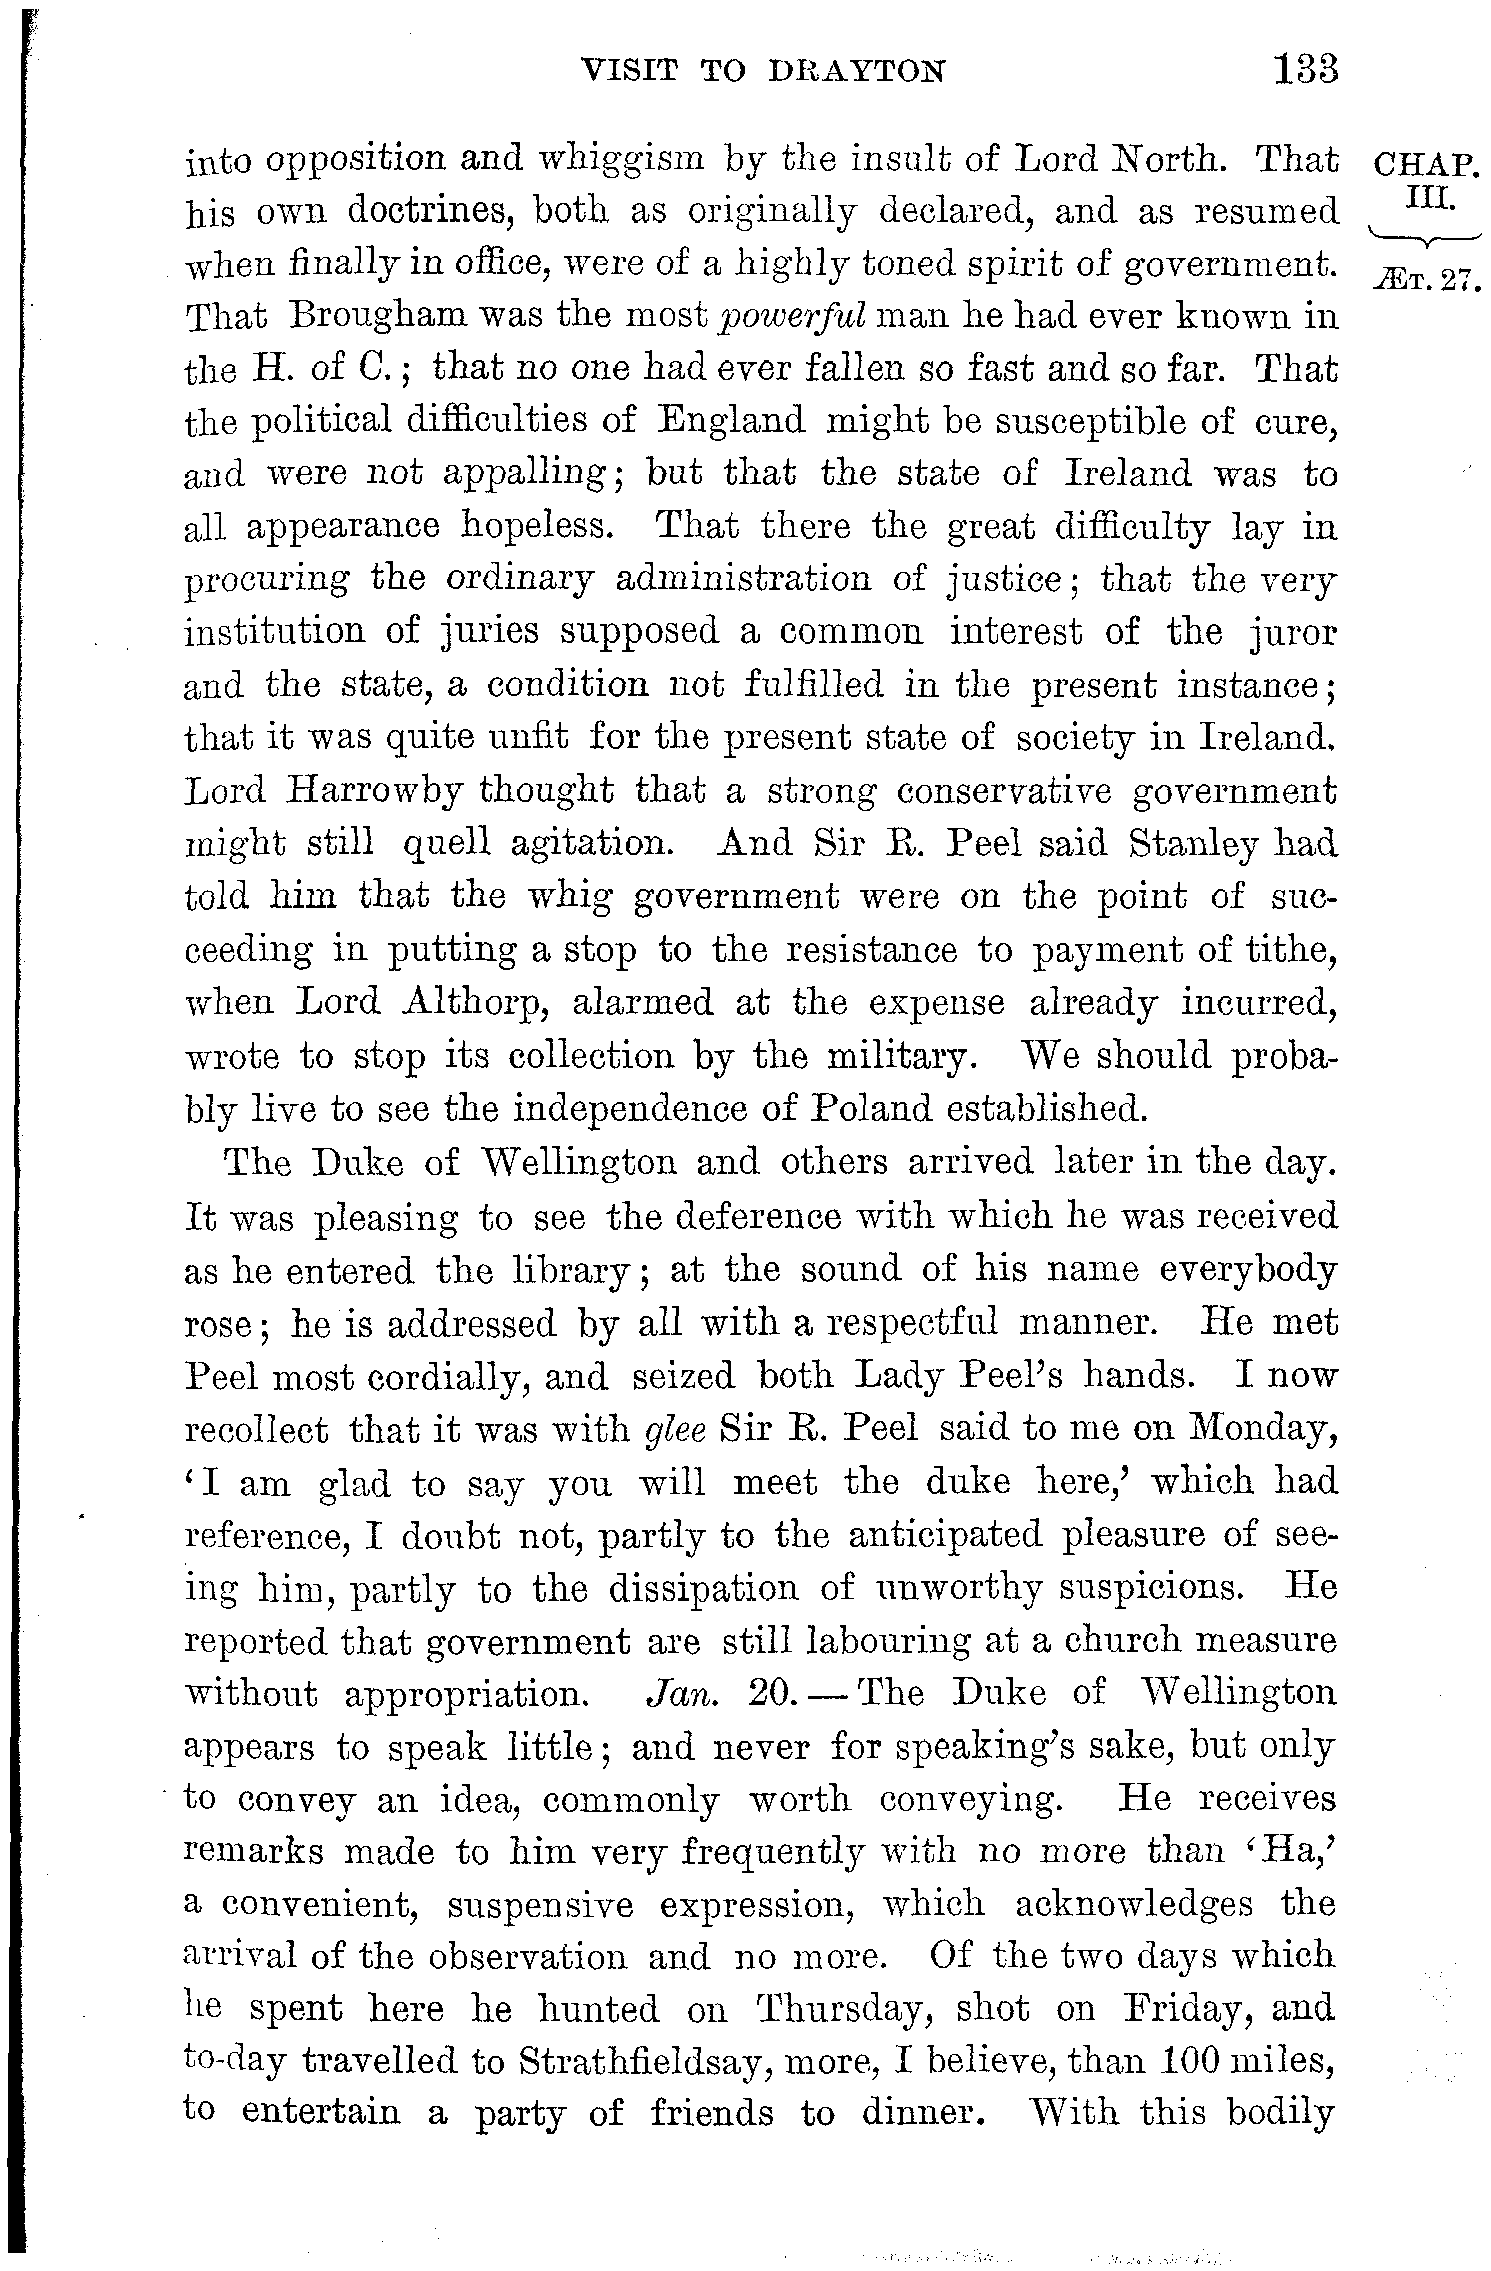 VISIT TO DRAYTON 133
into opposition and whiggism by the insult of Lord North. That
his own doctrines, both as originally declared, and as resumed
when finally in office, were of a highly toned spirit of government.
That Brougham was the most powerful man he had ever known in
the H. of C.; that no one had ever fallen so fast and so far. That
the political difficulties of England might be susceptible of cure,
and were not appalling; but that the state of Ireland was to
all appearance hopeless. That there the great difficulty lay in
procuring the ordinary administration of justice; that the very
institution of juries supposed a common interest of the juror
and the state, a condition not fulfilled in the present instance;
that it was quite unfit for the present state of society in Ireland.
Lord Harrowby thought that a strong conservative government
might still quell agitation. And Sir R. Peel said Stanley had
told him that the whig government were on the point of suc-
ceeding in putting a stop to the resistance to payment of tithe,
when Lord Althorp, alarmed at the expense already incurred,
wrote to stop its collection by the military. We should proba-
bly live to see the independence of Poland established.
The Duke of Wellington and others arrived later in the day.
It was pleasing to see the deference with which he was received
as he entered the library; at the sound of his name everybody
rose; he is addressed by all with a respectful manner. He met
Peel most cordially, and seized both Lady Peel's hands. I now
recollect that it was with glee Sir R. Peel said to me on Monday,
'I am glad to say you will meet the duke here,' which had
reference, I doubt not, partly to the anticipated pleasure of see-
ing him, partly to the dissipation of unworthy suspicions. He
reported that government are still labouring at a church measure
without appropriation. Jan. 20.—The Duke of Wellington
appears to speak little; and never for speaking's sake, but only
to convey an idea, commonly worth conveying. He receives
remarks made to him very frequently with no more than 'Ha,'
a convenient, suspensive expression, which acknowledges the
arrival of the observation and no more. Of the two days which
he spent here he hunted on Thursday, shot on Friday, and
to-day travelled to Strathfieldsay, more, I believe, than 100 miles,
to entertain a party of friends to dinner. With this bodily
CHAP.
III.
ÆT. 27.